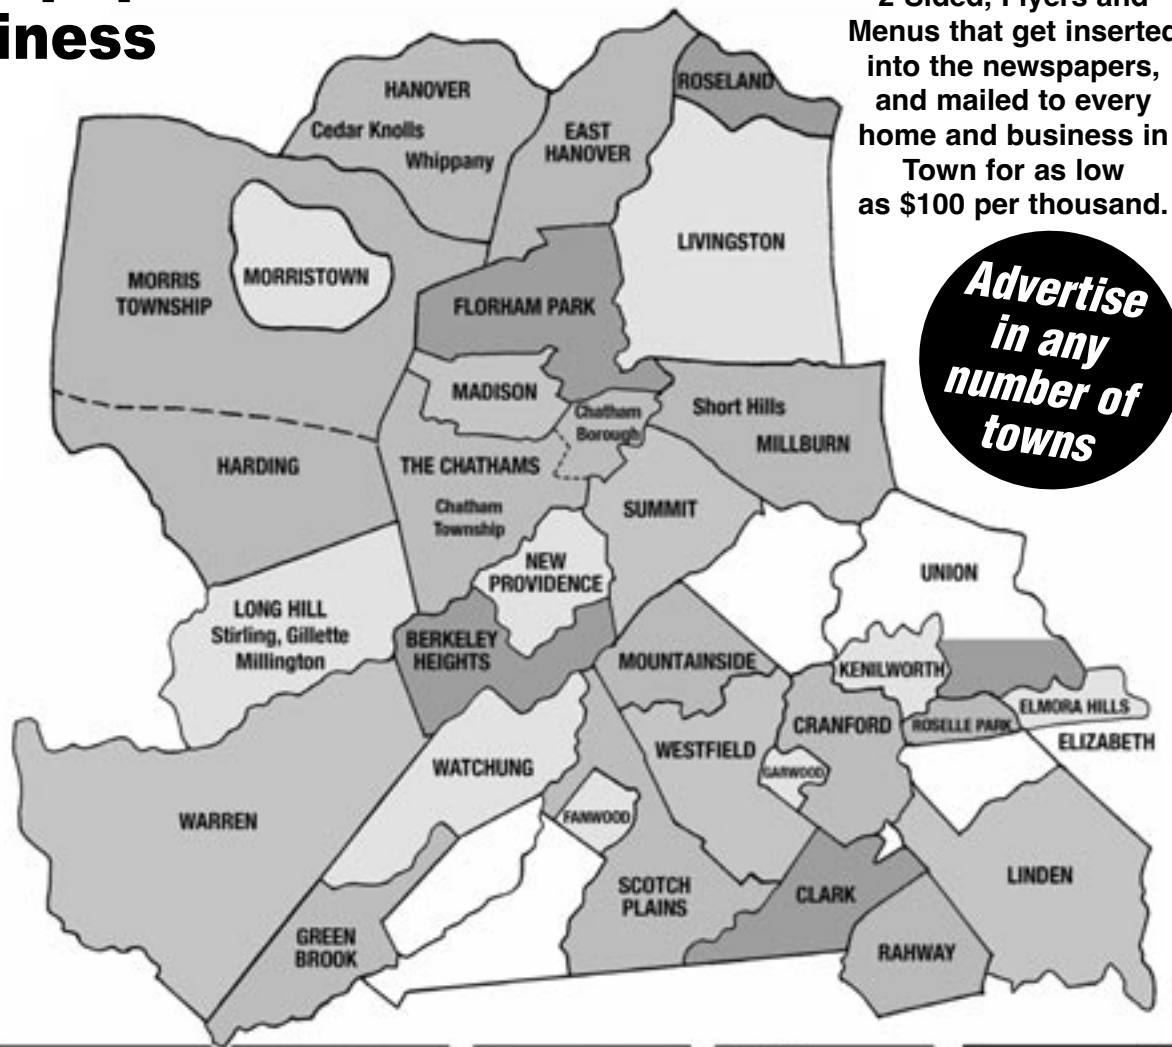 iness
2-Sided, Flyers and
Menus that get inserted
into the newspapers,
and mailed to every
home and business in
Town for as low
as $100 per thousand.
Advertise
in any
number of
towns
HANOVER
Cedar Knolls
Whippany
EAST
HANOVER
ROSELAND
LIVINGSTON
MORRIS
TOWNSHIP
MORRISTOWN
FLORHAM PARK
MADISON
Chatham
Borough
Short Hills
MILLBURN
HARDING
THE CHATHAMS
Chatham
Township
SUMMIT
NEW
PROVIDENCE
UNION
LONG HILL
Stirling, Gillette
Millington
BERKELEY
HEIGHTS
MOUNTAINSIDE
KENILWORTH
ELMORA HILLS
ROSELLE PARK
CRANFORD
ELIZABETH
WESTFIELD
GARWOOD
WATCHUNG
WARREN
FANWOOD
SCOTCH
PLAINS
CLARK
LINDEN
GREEN
BROOK
RAHWAY